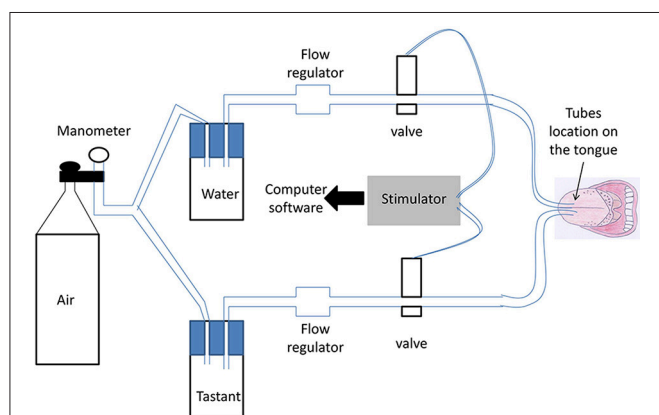 Flow
regulator
Manometer
valve
Tubes
location on
the tongue
Water
Computer
software
Stimulator
Air
Flow
regulator
valve
Tastant